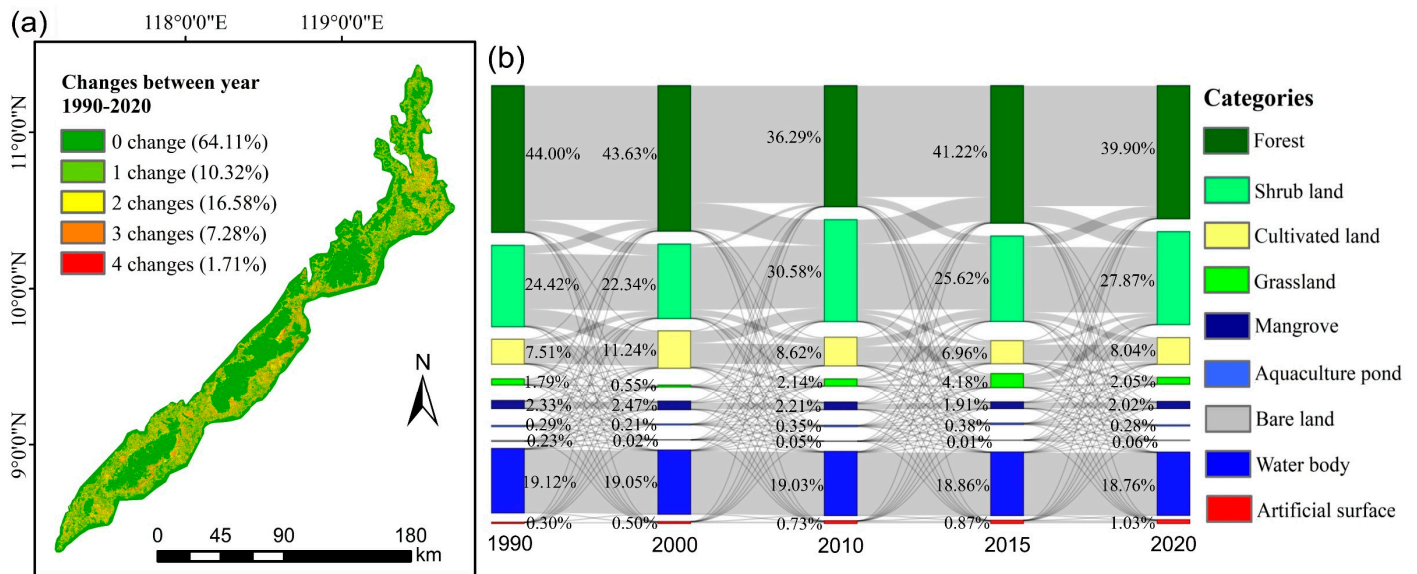 (a)
118°0'0"E 119°0'0"E
11°0'0"N
10°0'0"N
9°0'0"N
Changes between year
1990-2020
0 change (64.11%)
1 change (10.32%)
2 changes (16.58%)
3 changes (7.28%)
4 changes (1.71%)
N
0 45 90 180
km
(b)
44.00% 43.63% 36.29% 41.22% 39.90%
24.42% 22.34% 30.58% 25.62% 27.87%
7.51% 11.24% 8.62% 6.96% 8.04%
1.79% 0.55% 2.14% 4.18% 2.05%
2.33% 2.47% 2.21% 1.91% 2.02%
0.29% 0.21% 0.35% 0.38% 0.28%
0.23% 0.02% 0.05% 0.01% 0.06%
19.12% 19.05% 19.03% 18.86% 18.76%
0.30% 0.50% 0.73% 0.87% 1.03%
1990 2000 2010 2015 2020
Categories
Forest
Shrub land
Cultivated land
Grassland
Mangrove
Aquaculture pond
Bare land
Water body
Artificial surface